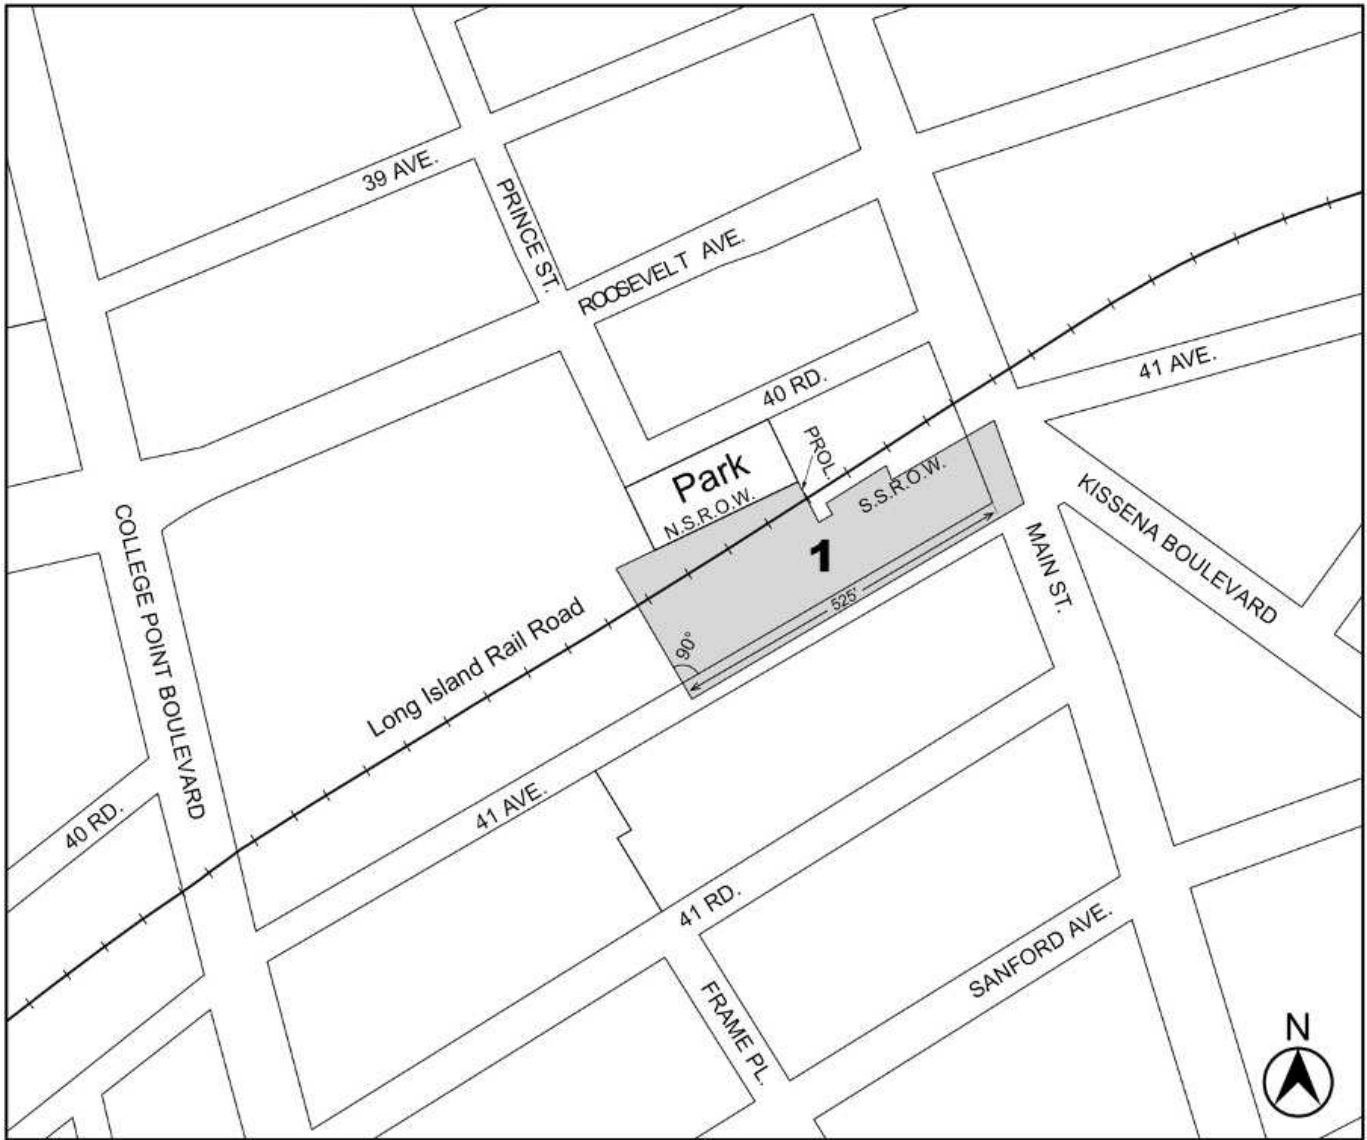 39 AVE.
PRINCE ST.
ROOSEVELT AVE.
40 RD.
41 AVE.
PROL.
Park
N.S.R.O.W.
S.S.R.O.W.
KISSENA BOULEVARD
COLLEGE POINT BOULEVARD
1
MAIN ST.
525'
90°
Long Island Rail Road
41 AVE.
40 RD.
41 RD.
SANFORD AVE.
FRAME PL.
N